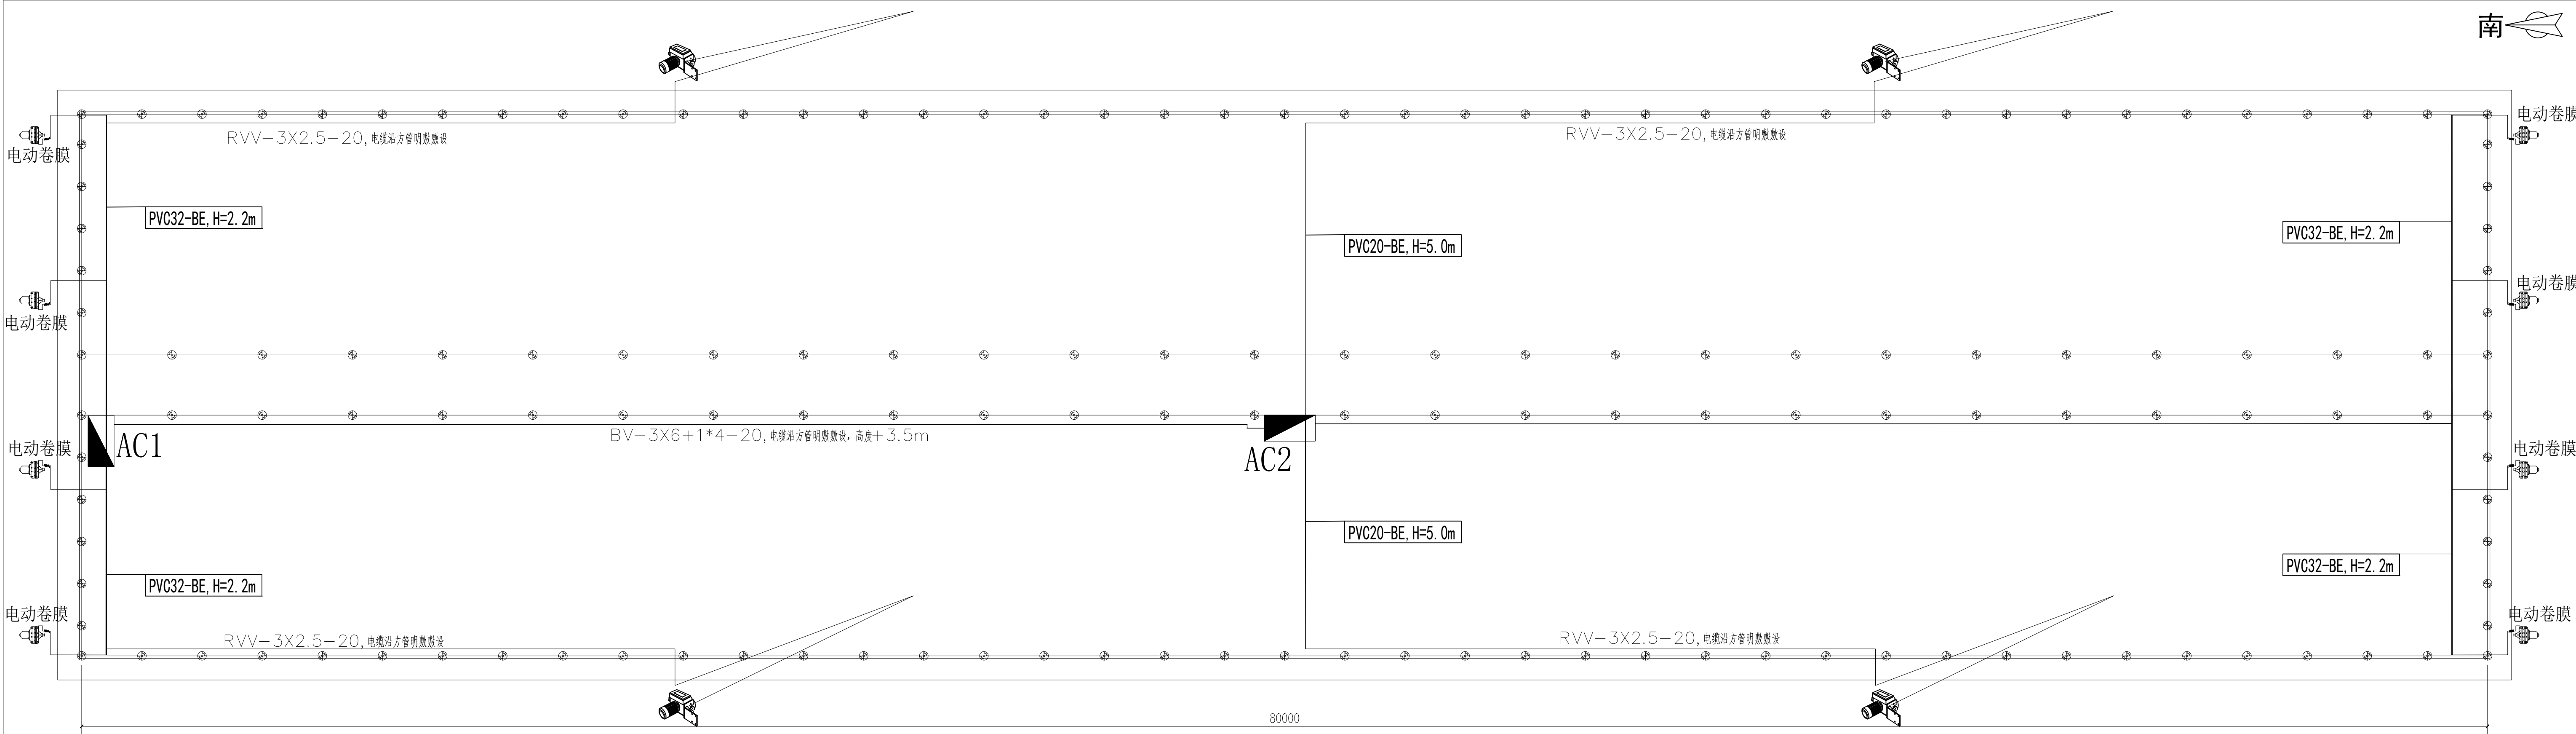 南
电动卷膜
RVV-3X2.5-20,电缆沿方管明敷敷设
RVV-3X2.5-20,电缆沿方管明敷敷设
电动卷膜
PVC32-BE,H=2.2m
PVC20-BE,H=5.0m
PVC32-BE,H=2.2m
电动卷膜
电动卷膜
AC1
BV-3X6+1*4-20,电缆沿方管明敷敷设,高度+3.5m
AC2
电动卷膜
电动卷膜
PVC32-BE,H=2.2m
PVC20-BE,H=5.0m
PVC32-BE,H=2.2m
电动卷膜
RVV-3X2.5-20,电缆沿方管明敷敷设
RVV-3X2.5-20,电缆沿方管明敷敷设
电动卷膜
80000